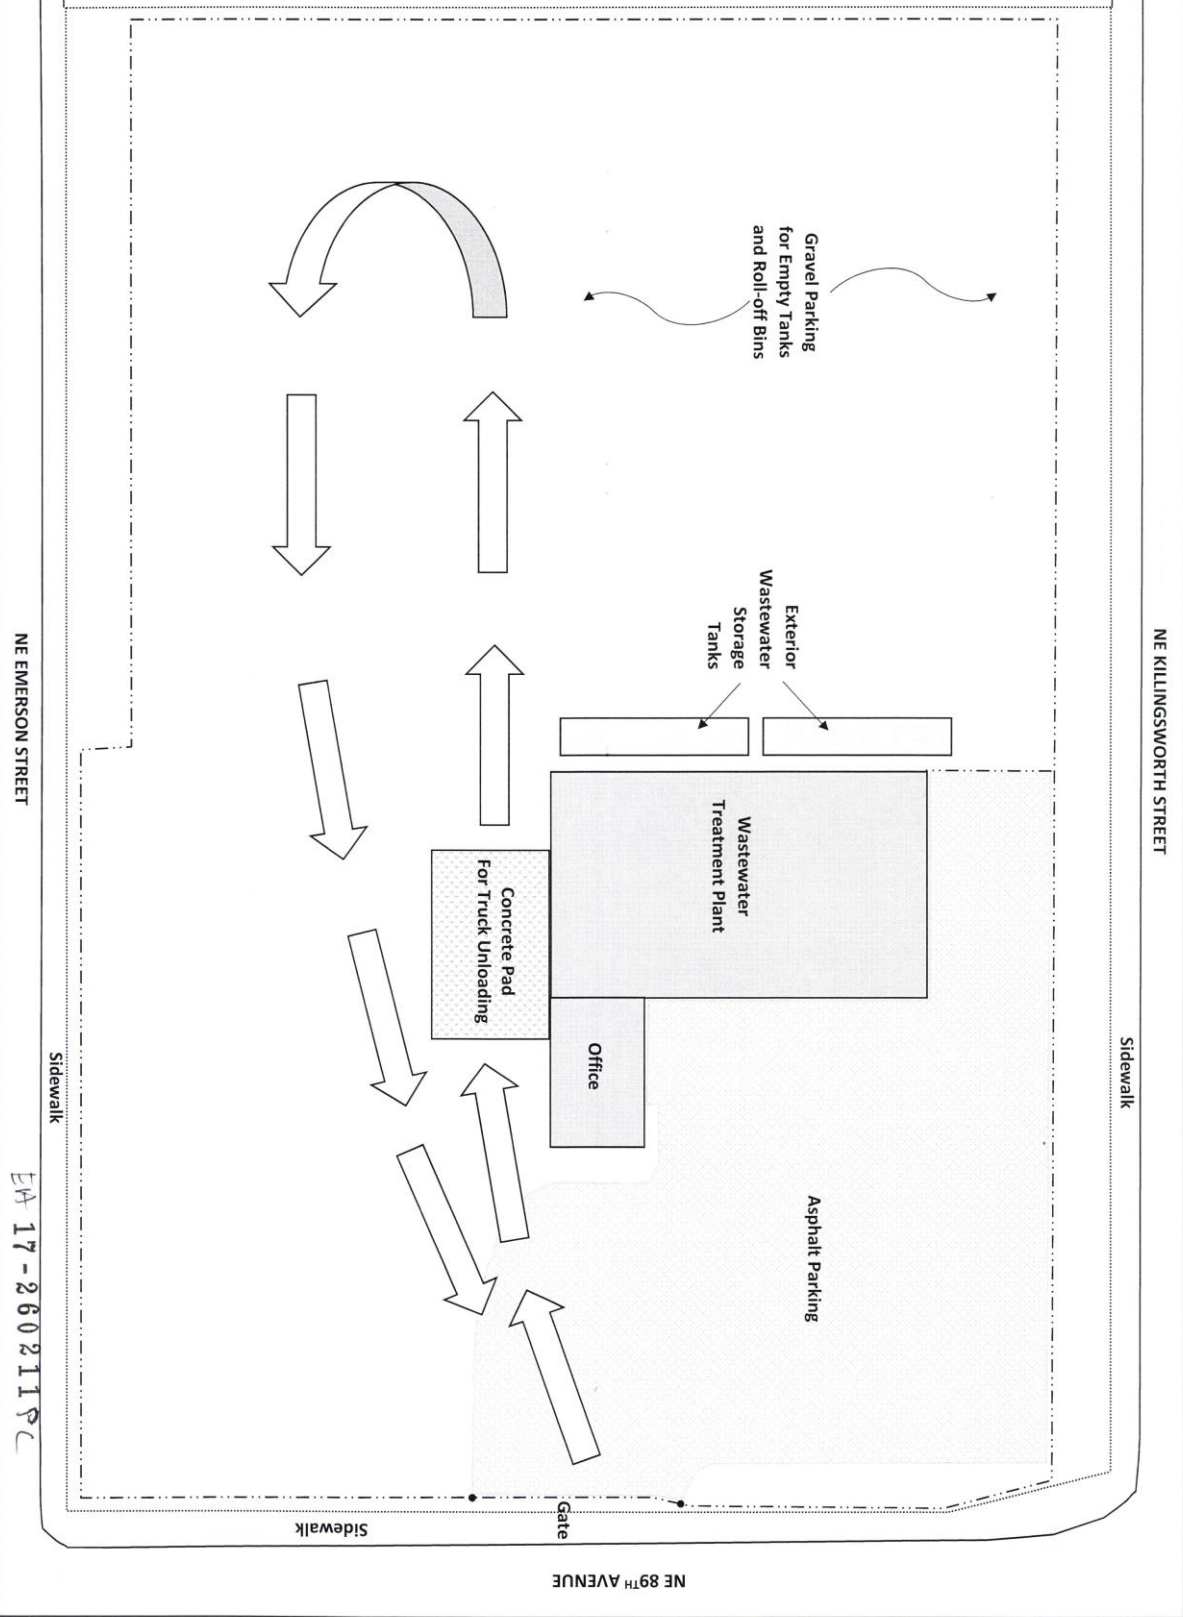 NE KILLINGSWORTH STREET
Sidewalk
Gravel Parking
for Empty Tanks
and Roll-off Bins
Exterior
Wastewater
Storage
Tanks
Wastewater
Treatment Plant
Asphalt Parking
Office
Concrete Pad
For Truck Unloading
Gate
Sidewalk
NE 89TH AVENUE
Sidewalk
NE EMERSON STREET
EA 17-260211 PC